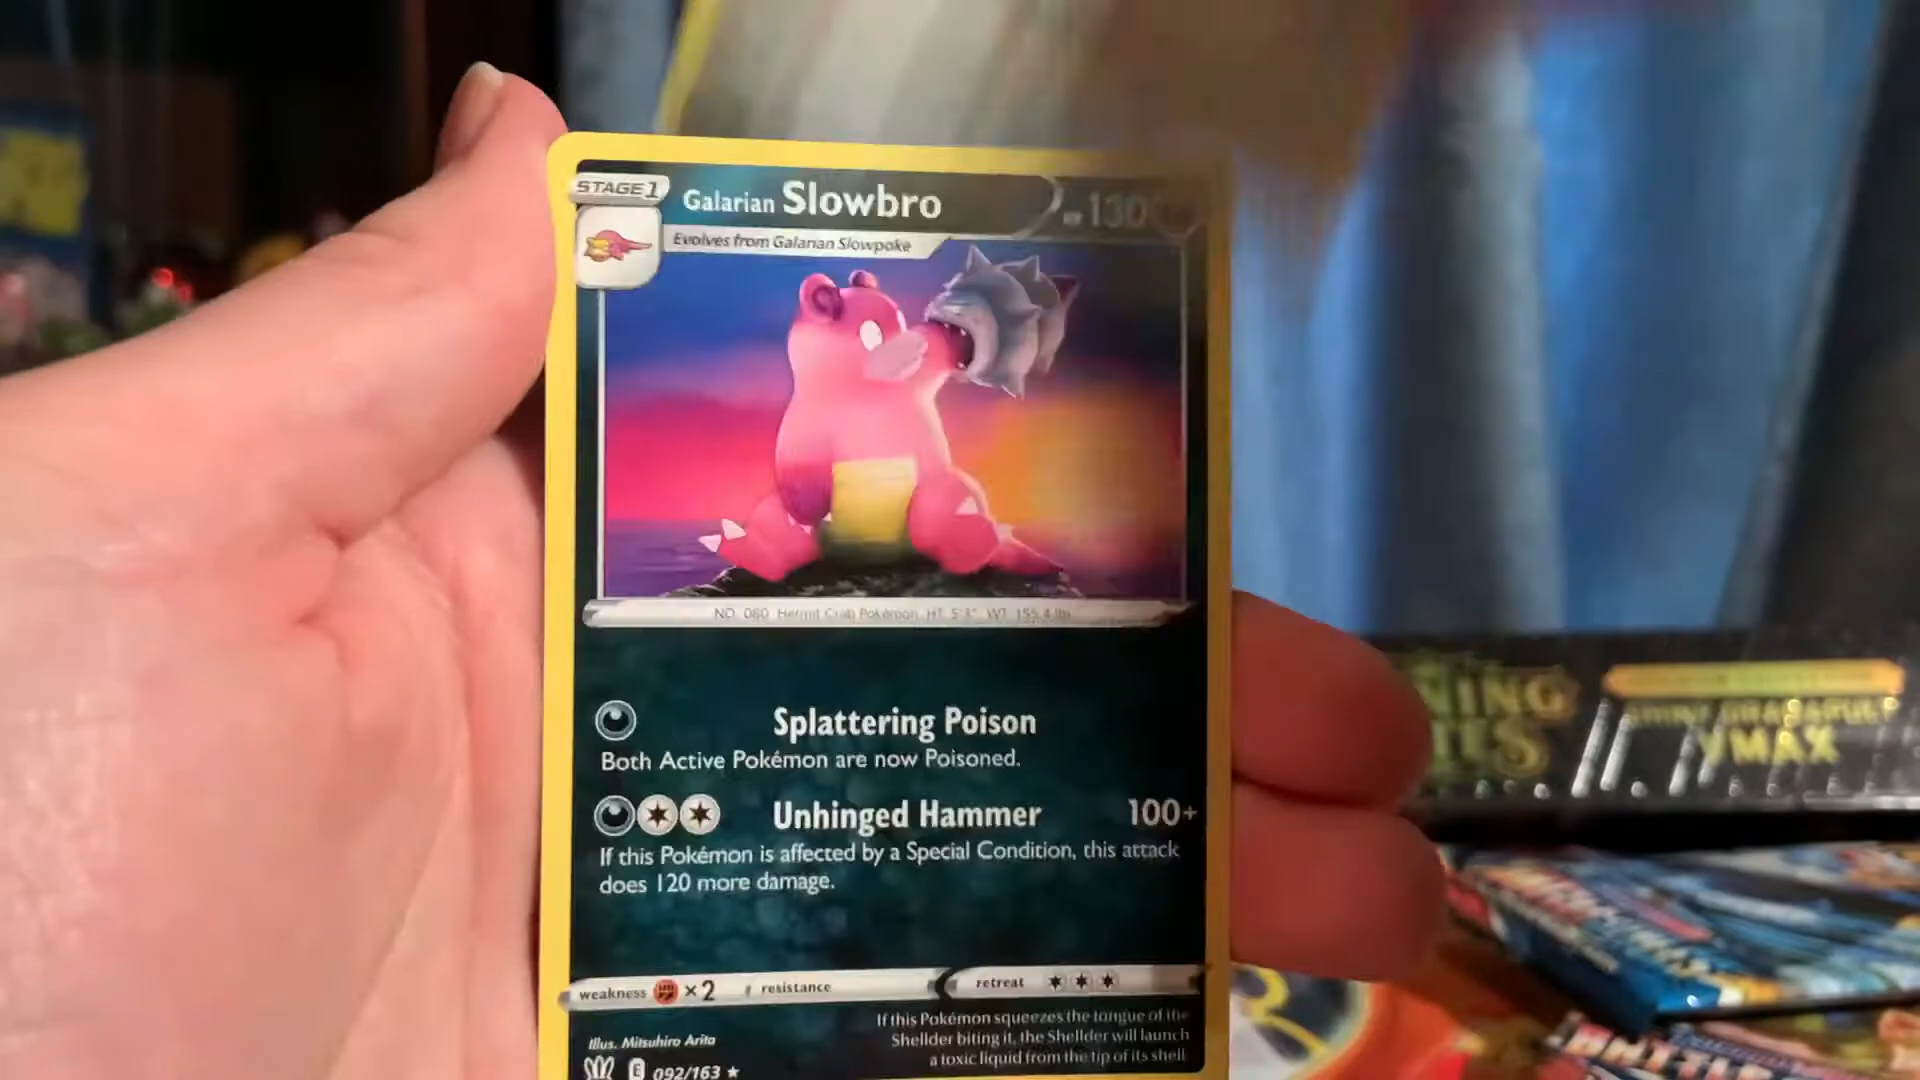 STAGE 1
Galarian Slowbro
130
Evolves from Galarian Slowpoke
NO. 080 Hermit Crab Pokémon HT: 5'3" WT: 155.4 lbs.
Splattering Poison
Both Active Pokémon are now Poisoned.
Unhinged Hammer 100+
If this Pokémon is affected by a Special Condition, this attack
does 120 more damage.
weakness ×2 resistance retreat
If this Pokémon squeezes the tongue of the
Shellder biting it, the Shellder will launch
a toxic liquid from the tip of its shell.
Illus. Mitsuhiro Arita
E 092/163 ★
VMAX